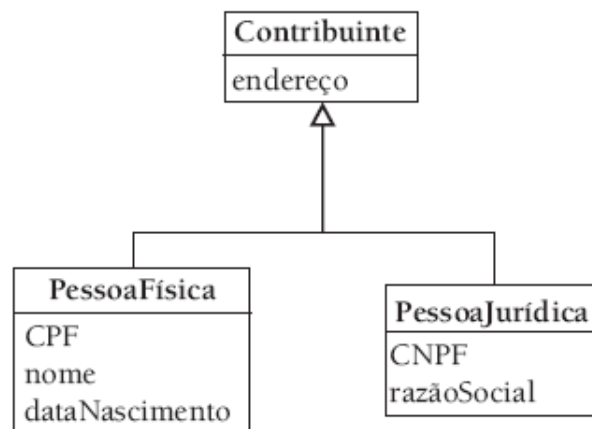 Contribuinte
endereço
PessoaFísica
CPF
nome
dataNascimento
PessoaJurídica
CNPF
razãoSocial